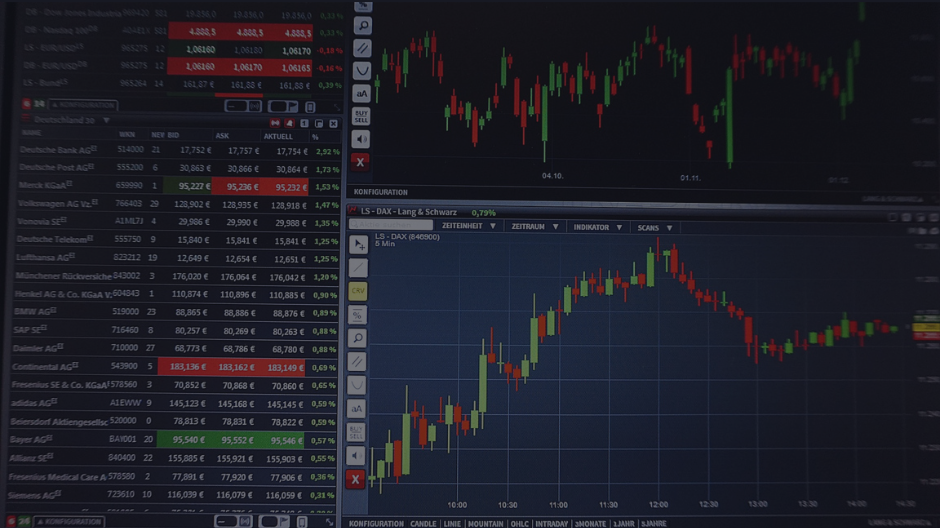 DB - Dow Jones Industria 969420 301 19.256,0 19.256,0 19.256,0 0,33 %
DB - Nasdaq 100 4.888,5 4.888,5 0,33 %
LS - EUR/USD 965275 12 1,06160 1,06180 1,06170 -0,18 %
DB - EUR/USD 965275 12 1,06160 1,06170 1,06165 -0,16 %
LS - Bund 965264 14 161,87 € 161,88 € 161,88 € 0,39 %
KONFIGURATION
Deutschland 30
NAME WKN NEW BID ASK AKTUELL %
Deutsche Bank AG 514000 21 17,752 € 17,757 € 17,754 € 2,92 %
Deutsche Post AG 555200 6 30,863 € 30,866 € 30,864 € 1,73 %
Merck KGaA 659990 1 95,227 € 95,236 € 95,232 € 1,53 %
Volkswagen AG Vz. 766403 29 128,902 € 128,935 € 128,918 € 1,47 %
Vonovia SE A1ML7J 4 29,986 € 29,990 € 29,988 € 1,35 %
Deutsche Telekom 555750 9 15,840 € 15,841 € 15,841 € 1,25 %
Lufthansa AG 823212 19 12,649 € 12,654 € 12,651 € 1,25 %
Münchener Rückversiche 843002 3 176,020 € 176,064 € 176,042 € 1,20 %
Henkel AG & Co. KGaA V. 604843 1 110,874 € 110,896 € 110,885 € 0,90 %
BMW AG 519000 23 88,865 € 88,886 € 88,876 € 0,89 %
SAP SE 716460 8 80,257 € 80,269 € 80,263 € 0,88 %
Daimler AG 710000 27 68,773 € 68,786 € 68,780 € 0,88 %
Continental AG 543900 5 183,136 € 183,162 € 183,149 € 0,69 %
Fresenius SE & Co. KGaA 578560 3 70,852 € 70,868 € 70,860 € 0,65 %
adidas AG A1EWW 9 145,123 € 145,168 € 145,145 € 0,59 %
Beiersdorf Aktiengesellsc 520000 0 78,813 € 78,831 € 78,822 € 0,59 %
Bayer AG BAY001 20 95,540 € 95,552 € 95,546 € 0,57 %
Allianz SE 840400 22 155,885 € 155,921 € 155,903 € 0,55 %
Fresenius Medical Care A 578580 2 77,891 € 77,920 € 77,906 € 0,36 %
Siemens AG 723610 10 116,039 € 116,079 € 116,059 € 0,31 %
KONFIGURATION
%
aA
BUY
SELL
X
04.10. 01.11.
KONFIGURATION
LS - DAX - Lang & Schwarz 0,79%
ZEITEINHEIT ZEITRAUM INDIKATOR SCANS
LS - DAX (846900)
5 Min
CRV
%
aA
BUY
SELL
X
10:00 10:30 11:00 11:30 12:00 12:30 13:00 13:30 14:00 14:30
KONFIGURATION CANDLE LINIE MOUNTAIN OHLC INTRADAY 3MONATE 1JAHR 3JAHRE